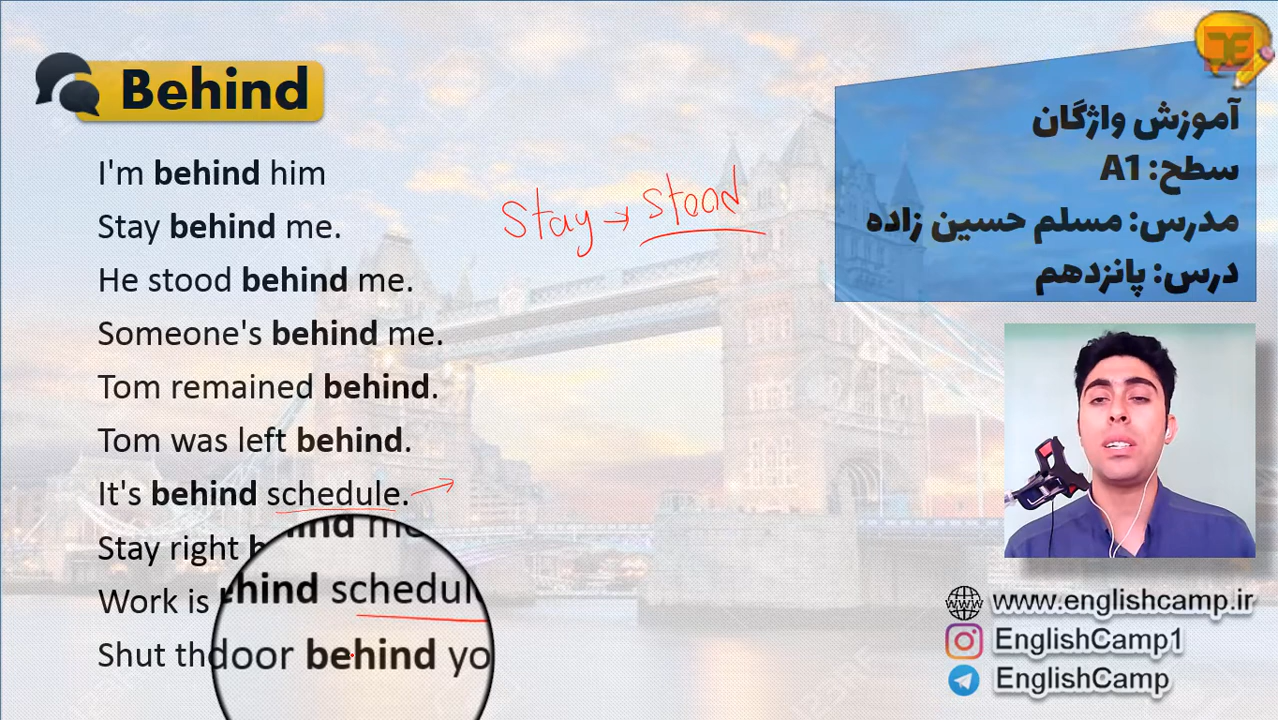 Behind
I'm behind him
Stay behind me.
He stood behind me.
Someone's behind me.
Tom remained behind.
Tom was left behind.
It's behind schedule.
Stay right
Work is
Shut th
schedul
door behind yo
Stay → stood
آموزش واژگان
سطح: A1
مدرس: مسلم حسین زاده
درس: پانزدهم
www.englishcamp.ir
EnglishCamp1
EnglishCamp